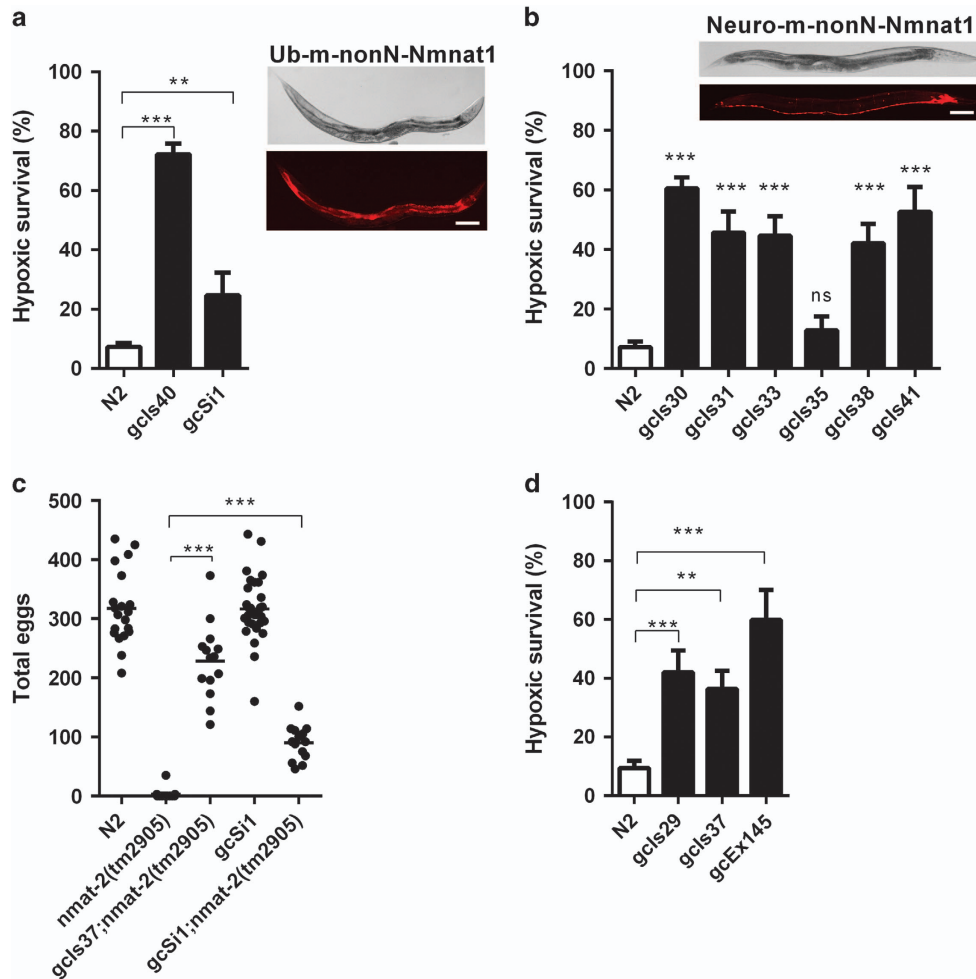 a
Ub-m-nonN-Nmnat1
Hypoxic survival (%)
100
80
60
40
20
0
**
***
N2
gcIs40
gcSi1
b
Neuro-m-nonN-Nmnat1
Hypoxic survival (%)
100
80
60
40
20
0
***
***
***
ns
***
***
N2
gcIs30
gcIs31
gcIs33
gcIs35
gcIs38
gcIs41
c
Total eggs
500
400
300
200
100
0
***
***
N2
nmat-2(tm2905)
gcIs37;nmat-2(tm2905)
gcSi1
gcSi1;nmat-2(tm2905)
d
Hypoxic survival (%)
100
80
60
40
20
0
***
**
***
N2
gcIs29
gcIs37
gcEx145